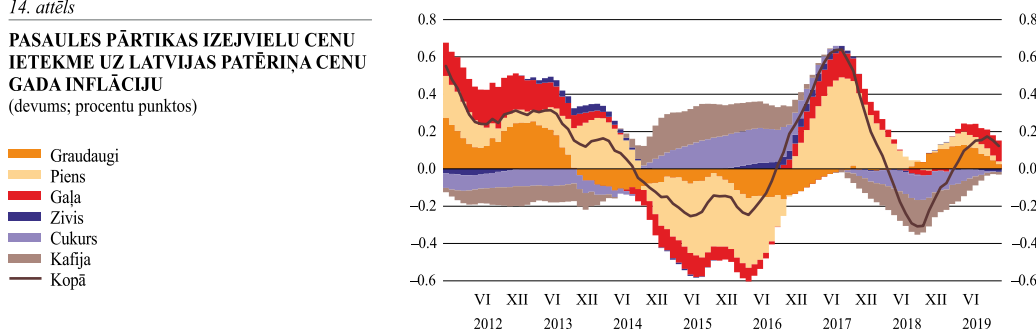 14. attēls
PASAULES PĀRTIKAS IZEJVIELU CENU
IETEKME UZ LATVIJAS PATĒRIŅA CENU
GADA INFLĀCIJU
(devums; procentu punktos)
Graudaugi
Piens
Gaļa
Zivis
Cukurs
Kafija
Kopā
0.8 0.8
0.6 0.6
0.4 0.4
0.2 0.2
0.0 0.0
–0.2 –0.2
–0.4 –0.4
–0.6 –0.6
VI XII VI XII VI XII VI XII VI XII VI XII VI XII VI
2012 2013 2014 2015 2016 2017 2018 2019